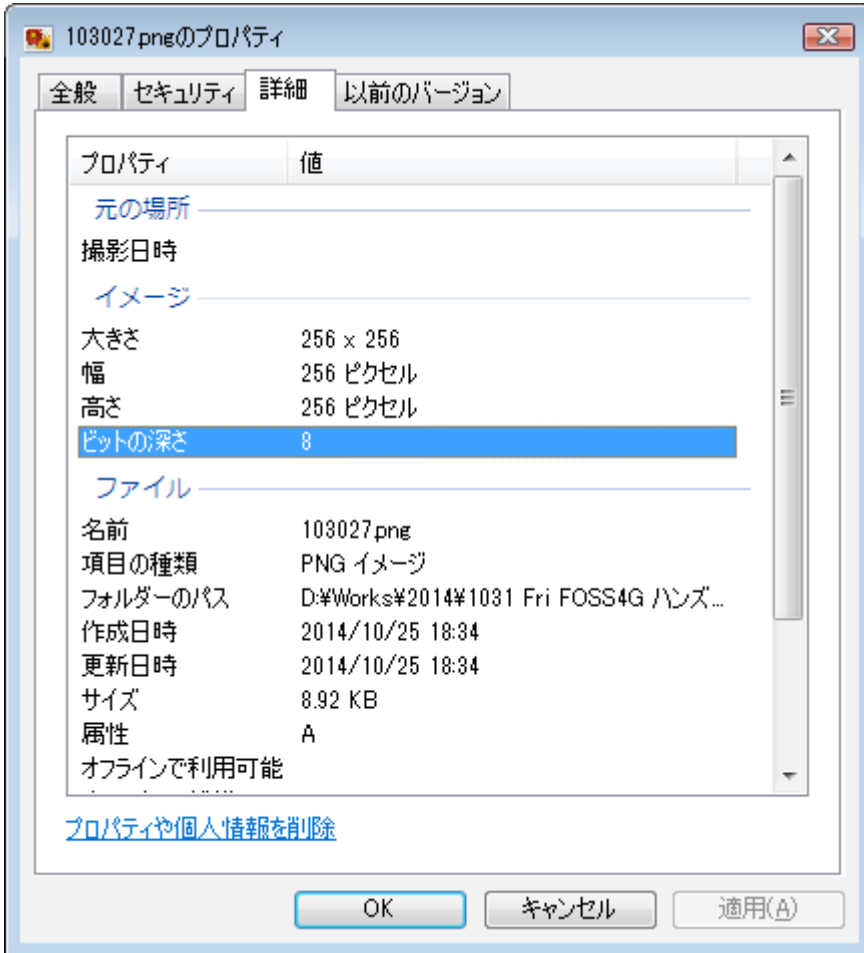 103027.pngのプロパティ
全般 セキュリティ 詳細 以前のバージョン
プロパティ 値
元の場所
撮影日時
イメージ
大きさ 256 x 256
幅 256 ピクセル
高さ 256 ピクセル
ビットの深さ 8
ファイル
名前 103027.png
項目の種類 PNG イメージ
フォルダーのパス D:¥Works¥2014¥1031 Fri FOSS4G ハンズ...
作成日時 2014/10/25 18:34
更新日時 2014/10/25 18:34
サイズ 8.92 KB
属性 A
オフラインで利用可能
プロパティや個人情報を削除
OK キャンセル 適用(A)